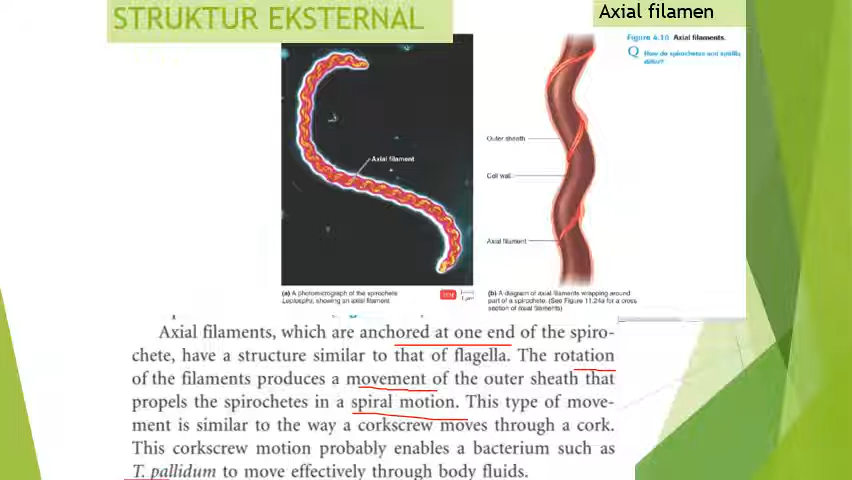 STRUKTUR EKSTERNAL
Axial filamen
Figure 4.10 Axial filaments.
Q How do spirochetes and spirilla
differ?
Axial filament
Outer sheath
Cell wall
Axial filament
(a) A photomicrograph of the spirochete
Leptospira, showing an axial filament
1 μm
(b) A diagram of axial filaments wrapping around
part of a spirochete. (See Figure 11.24a for a cross
section of axial filaments)
Axial filaments, which are anchored at one end of the spiro-
chete, have a structure similar to that of flagella. The rotation
of the filaments produces a movement of the outer sheath that
propels the spirochetes in a spiral motion. This type of move-
ment is similar to the way a corkscrew moves through a cork.
This corkscrew motion probably enables a bacterium such as
T. pallidum to move effectively through body fluids.